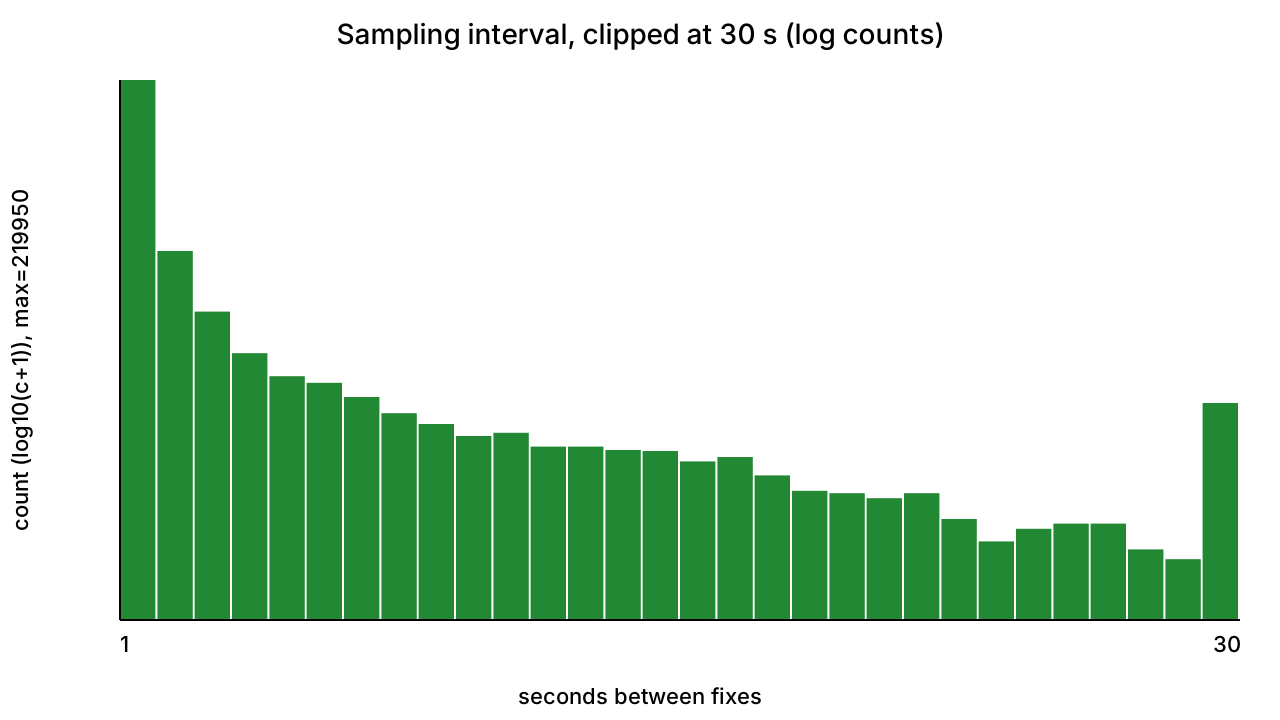 Sampling interval, clipped at 30 s (log counts)
count (log10(c+1)), max=219950
1
30
seconds between fixes